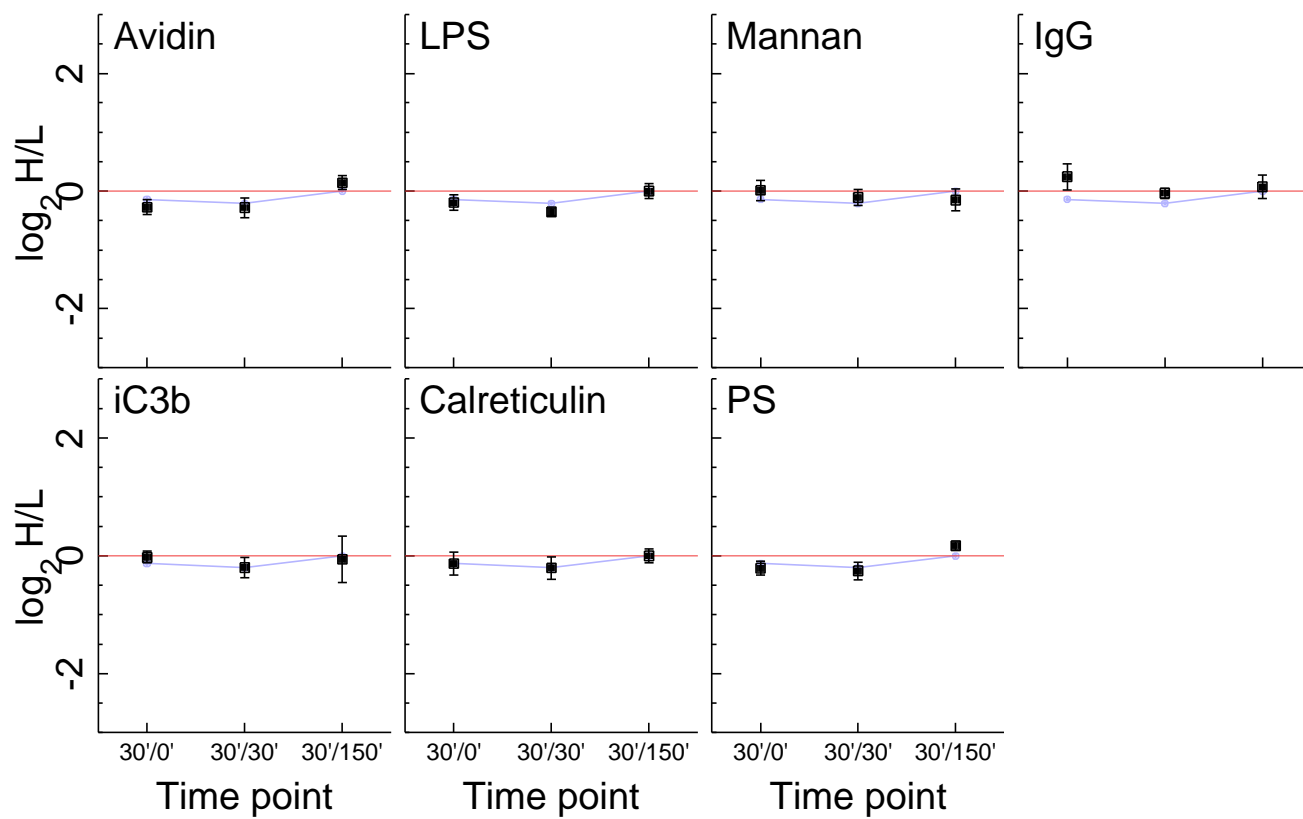 Avidin LPS Mannan IgG
log2 H/L
2
0
-2
iC3b Calreticulin PS
log2 H/L
2
0
-2
30'/0' 30'/30' 30'/150' 30'/0' 30'/30' 30'/150' 30'/0' 30'/30' 30'/150'
Time point Time point Time point